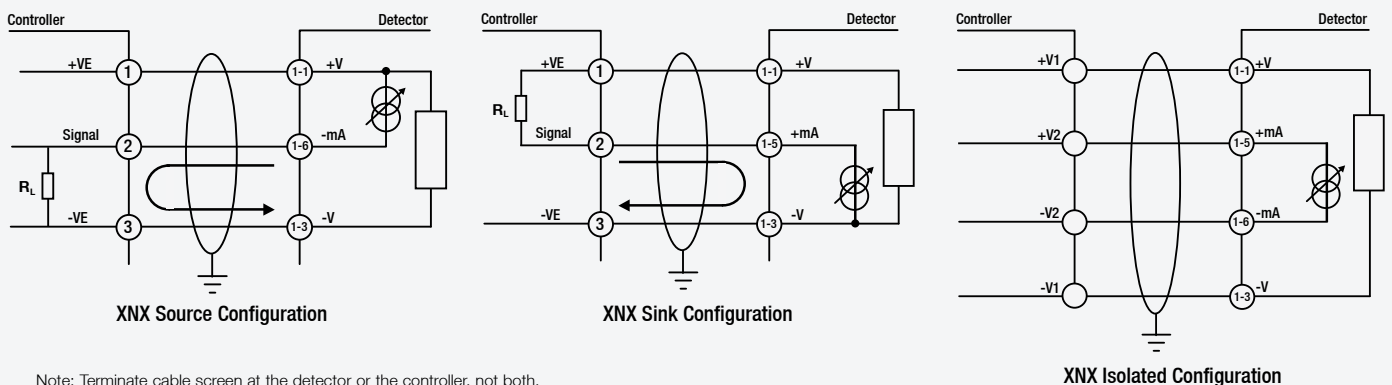 Controller
Detector
+VE
1
1-1
+V
Signal
2
1-6
-mA
RL
-VE
3
1-3
-V
XNX Source Configuration
Controller
Detector
+VE
1
1-1
+V
RL
Signal
2
1-5
+mA
-VE
3
1-3
-V
XNX Sink Configuration
Controller
Detector
+V1
1-1
+V
+V2
1-5
+mA
-V2
1-6
-mA
-V1
1-3
-V
XNX Isolated Configuration
Note: Terminate cable screen at the detector or the controller, not both.